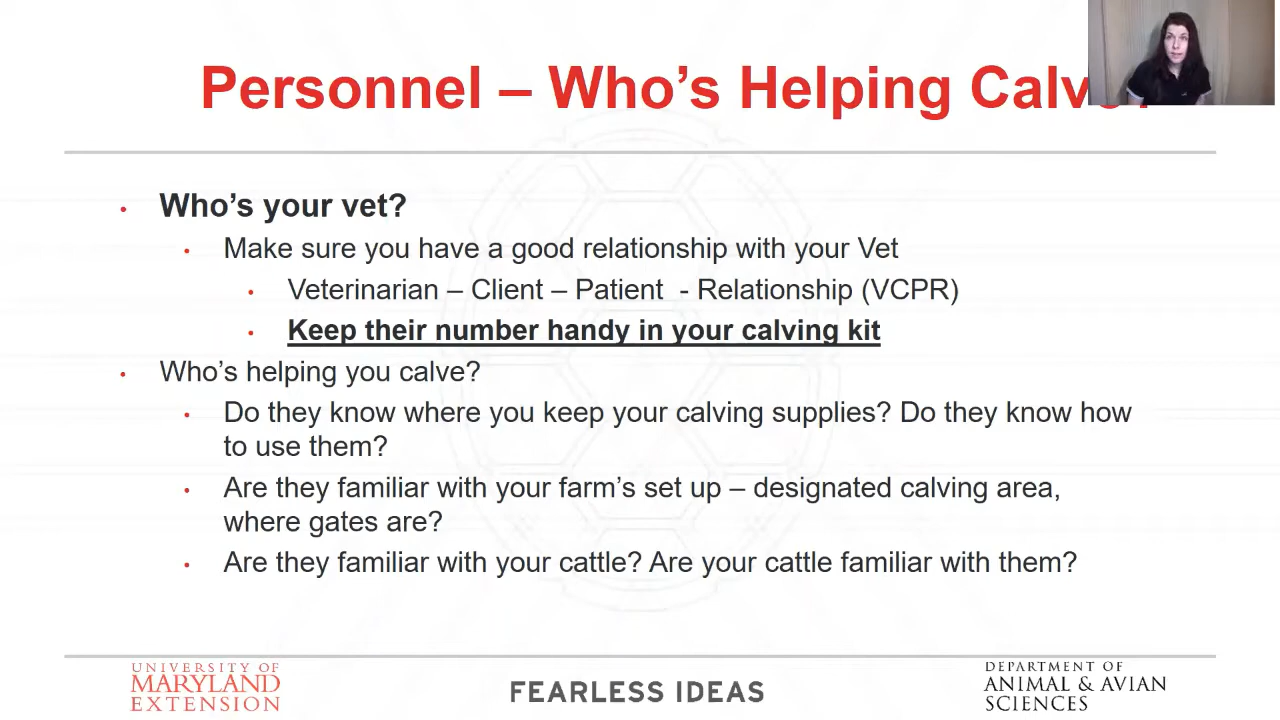 Personnel – Who's Helping Calve?
• Who's your vet?
• Make sure you have a good relationship with your Vet
• Veterinarian – Client – Patient - Relationship (VCPR)
• Keep their number handy in your calving kit
• Who's helping you calve?
• Do they know where you keep your calving supplies? Do they know how
to use them?
• Are they familiar with your farm's set up – designated calving area,
where gates are?
• Are they familiar with your cattle? Are your cattle familiar with them?
UNIVERSITY OF
MARYLAND
EXTENSION
FEARLESS IDEAS
DEPARTMENT OF
ANIMAL & AVIAN
SCIENCES